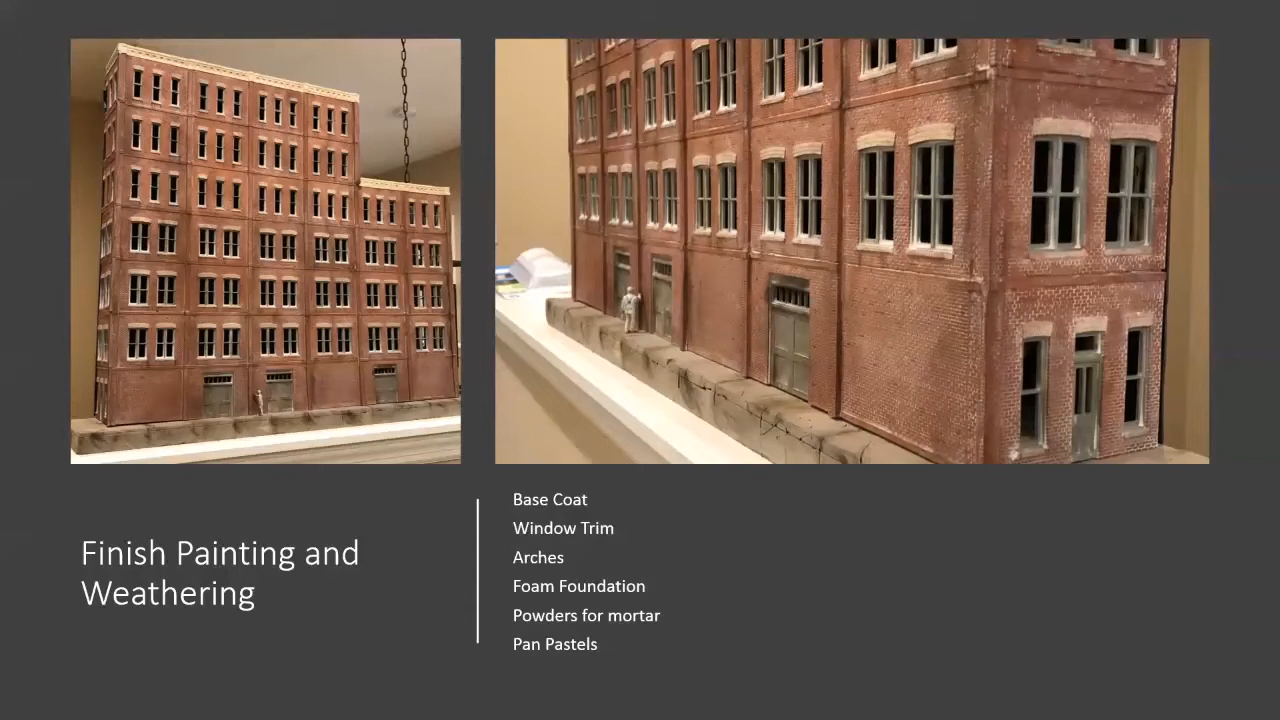 Finish Painting and
Weathering
Base Coat
Window Trim
Arches
Foam Foundation
Powders for mortar
Pan Pastels